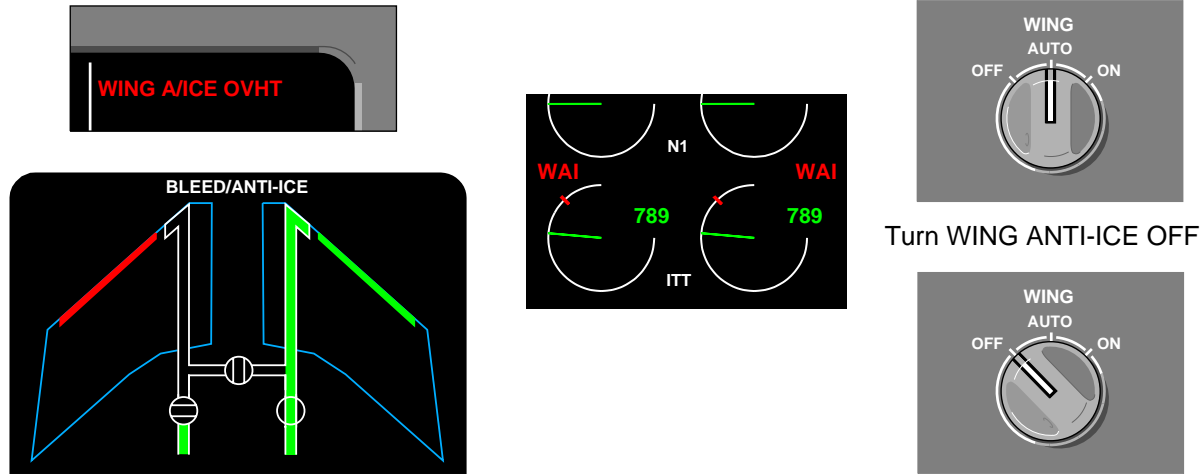 WING A/ICE OVHT
BLEED/ANTI-ICE
N1
WAI WAI
789 789
ITT
WING
AUTO
OFF ON
Turn WING ANTI-ICE OFF
WING
AUTO
OFF ON